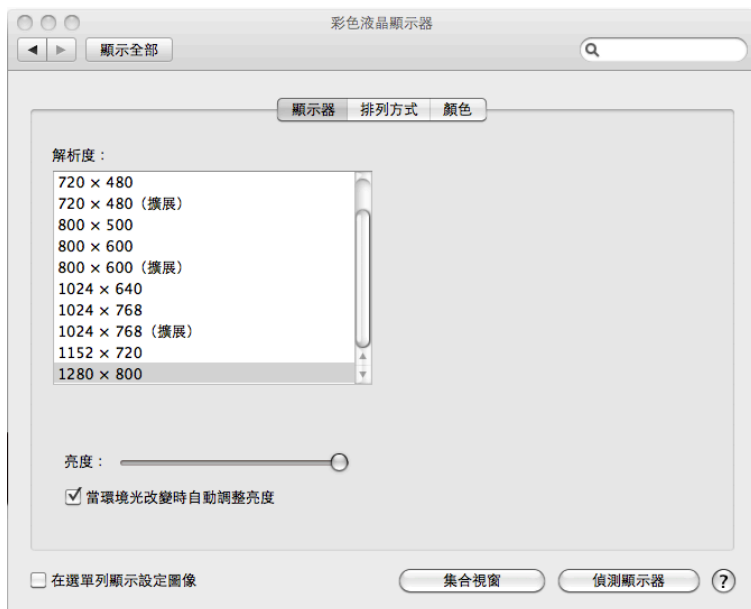 彩色液晶顯示器
顯示全部
顯示器 排列方式 顏色
解析度：
720 × 480
720 × 480（擴展）
800 × 500
800 × 600
800 × 600（擴展）
1024 × 640
1024 × 768
1024 × 768（擴展）
1152 × 720
1280 × 800
亮度：
當環境光改變時自動調整亮度
在選單列顯示設定圖像 集合視窗 偵測顯示器 ?